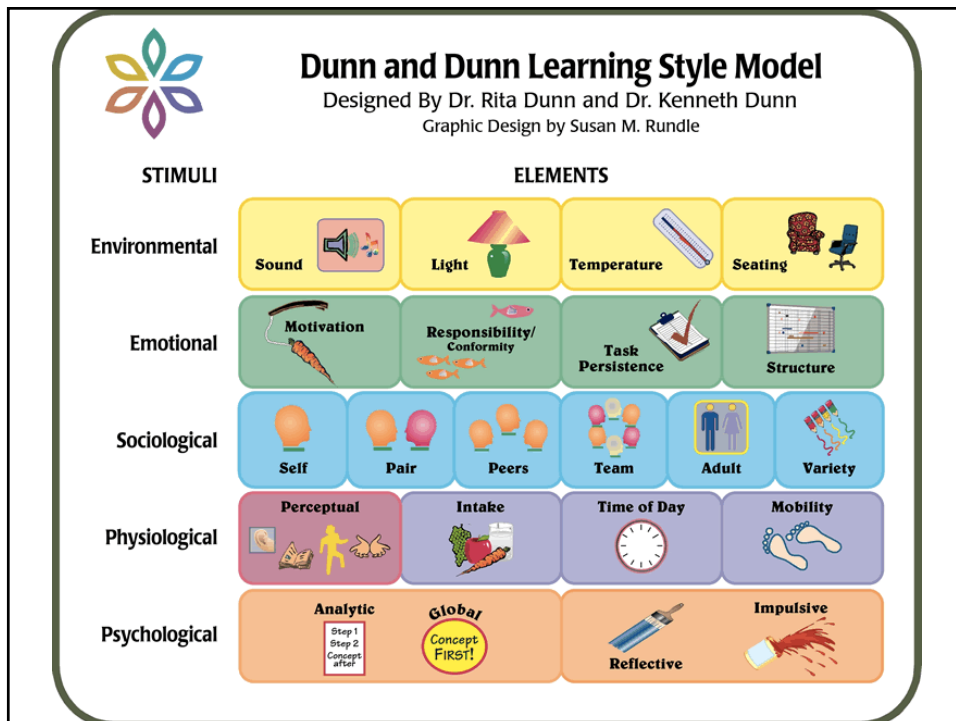 Dunn and Dunn Learning Style Model
Designed By Dr. Rita Dunn and Dr. Kenneth Dunn
Graphic Design by Susan M. Rundle
STIMULI
ELEMENTS
Environmental
Sound
Light
Temperature
Seating
Emotional
Motivation
Responsibility/
Conformity
Task
Persistence
Structure
Sociological
Self
Pair
Peers
Team
Adult
Variety
Physiological
Perceptual
Intake
Time of Day
Mobility
Psychological
Analytic
Step 1
Step 2
Concept
after
Global
Concept
FIRST!
Reflective
Impulsive